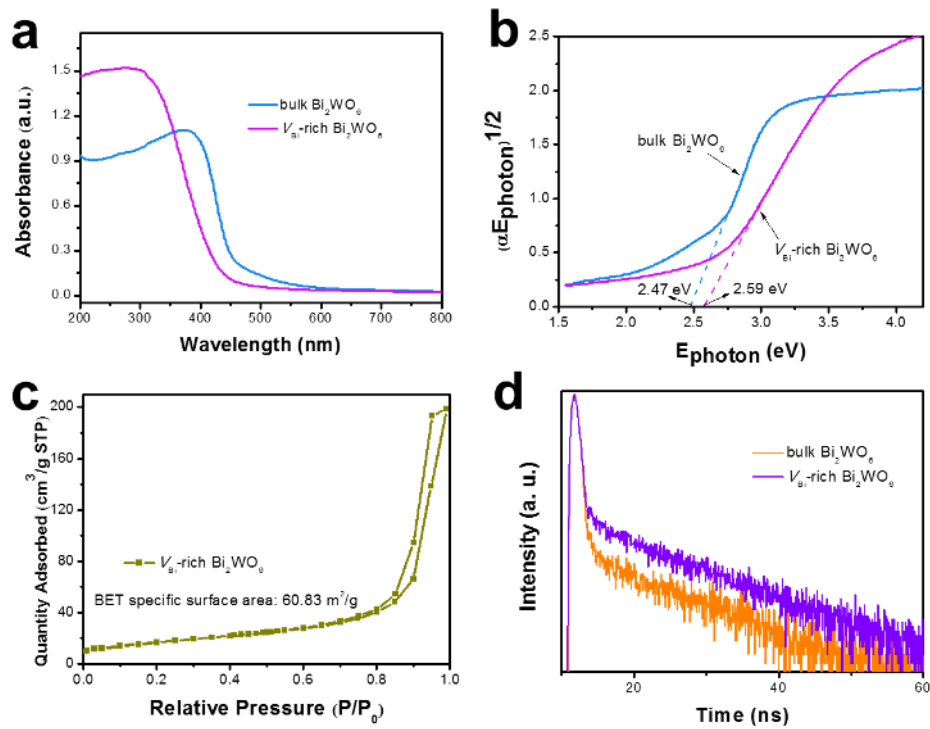 a
Absorbance (a.u.)
1.5
1.2
0.9
0.6
0.3
0.0
bulk Bi₂WO₆
V_Bi-rich Bi₂WO₆
200 300 400 500 600 700 800
Wavelength (nm)
b
(αEphoton)^1/2
2.5
2.0
1.5
1.0
0.5
0.0
bulk Bi₂WO₆
V_Bi-rich Bi₂WO₆
2.47 eV
2.59 eV
1.5 2.0 2.5 3.0 3.5 4.0
Ephoton (eV)
c
Quantity Adsorbed (cm³/g STP)
200
160
120
80
40
0
V_Bi-rich Bi₂WO₆
BET specific surface area: 60.83 m²/g
0.0 0.2 0.4 0.6 0.8 1.0
Relative Pressure (P/P₀)
d
Intensity (a. u.)
bulk Bi₂WO₆
V_Bi-rich Bi₂WO₆
20 40 60
Time (ns)